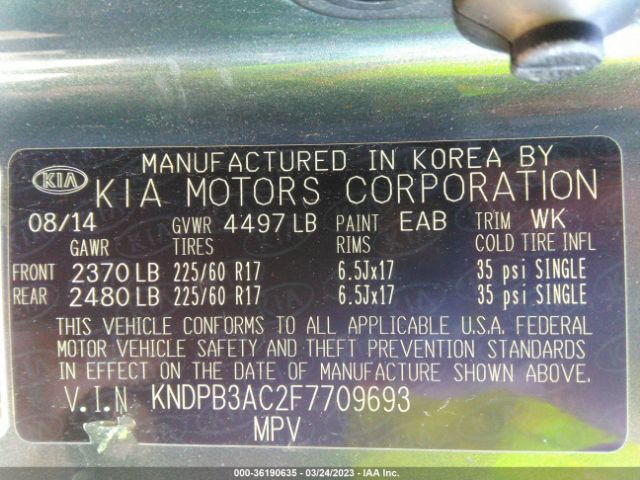 MANUFACTURED IN KOREA BY
KIA KIA MOTORS CORPORATION
08/14 GVWR 4497 LB PAINT EAB TRIM WK
GAWR TIRES RIMS COLD TIRE INFL
FRONT 2370 LB 225/60 R17 6.5Jx17 35 psi SINGLE
REAR 2480 LB 225/60 R17 6.5Jx17 35 psi SINGLE
THIS VEHICLE CONFORMS TO ALL APPLICABLE U.S.A. FEDERAL
MOTOR VEHICLE SAFETY AND THEFT PREVENTION STANDARDS
IN EFFECT ON THE DATE OF MANUFACTURE SHOWN ABOVE.
V.I.N KNDPB3AC2F7709693
MPV
000-36190635 - 03/24/2023 - IAA Inc.